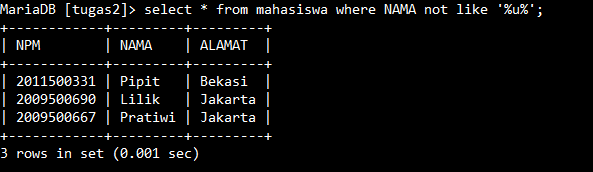 MariaDB [tugas2]> select * from mahasiswa where NAMA not like '%u%';
+------------+---------+---------+
| NPM        | NAMA    | ALAMAT  |
+------------+---------+---------+
| 2011500331 | Pipit   | Bekasi  |
| 2009500690 | Lilik   | Jakarta |
| 2009500667 | Pratiwi | Jakarta |
+------------+---------+---------+
3 rows in set (0.001 sec)